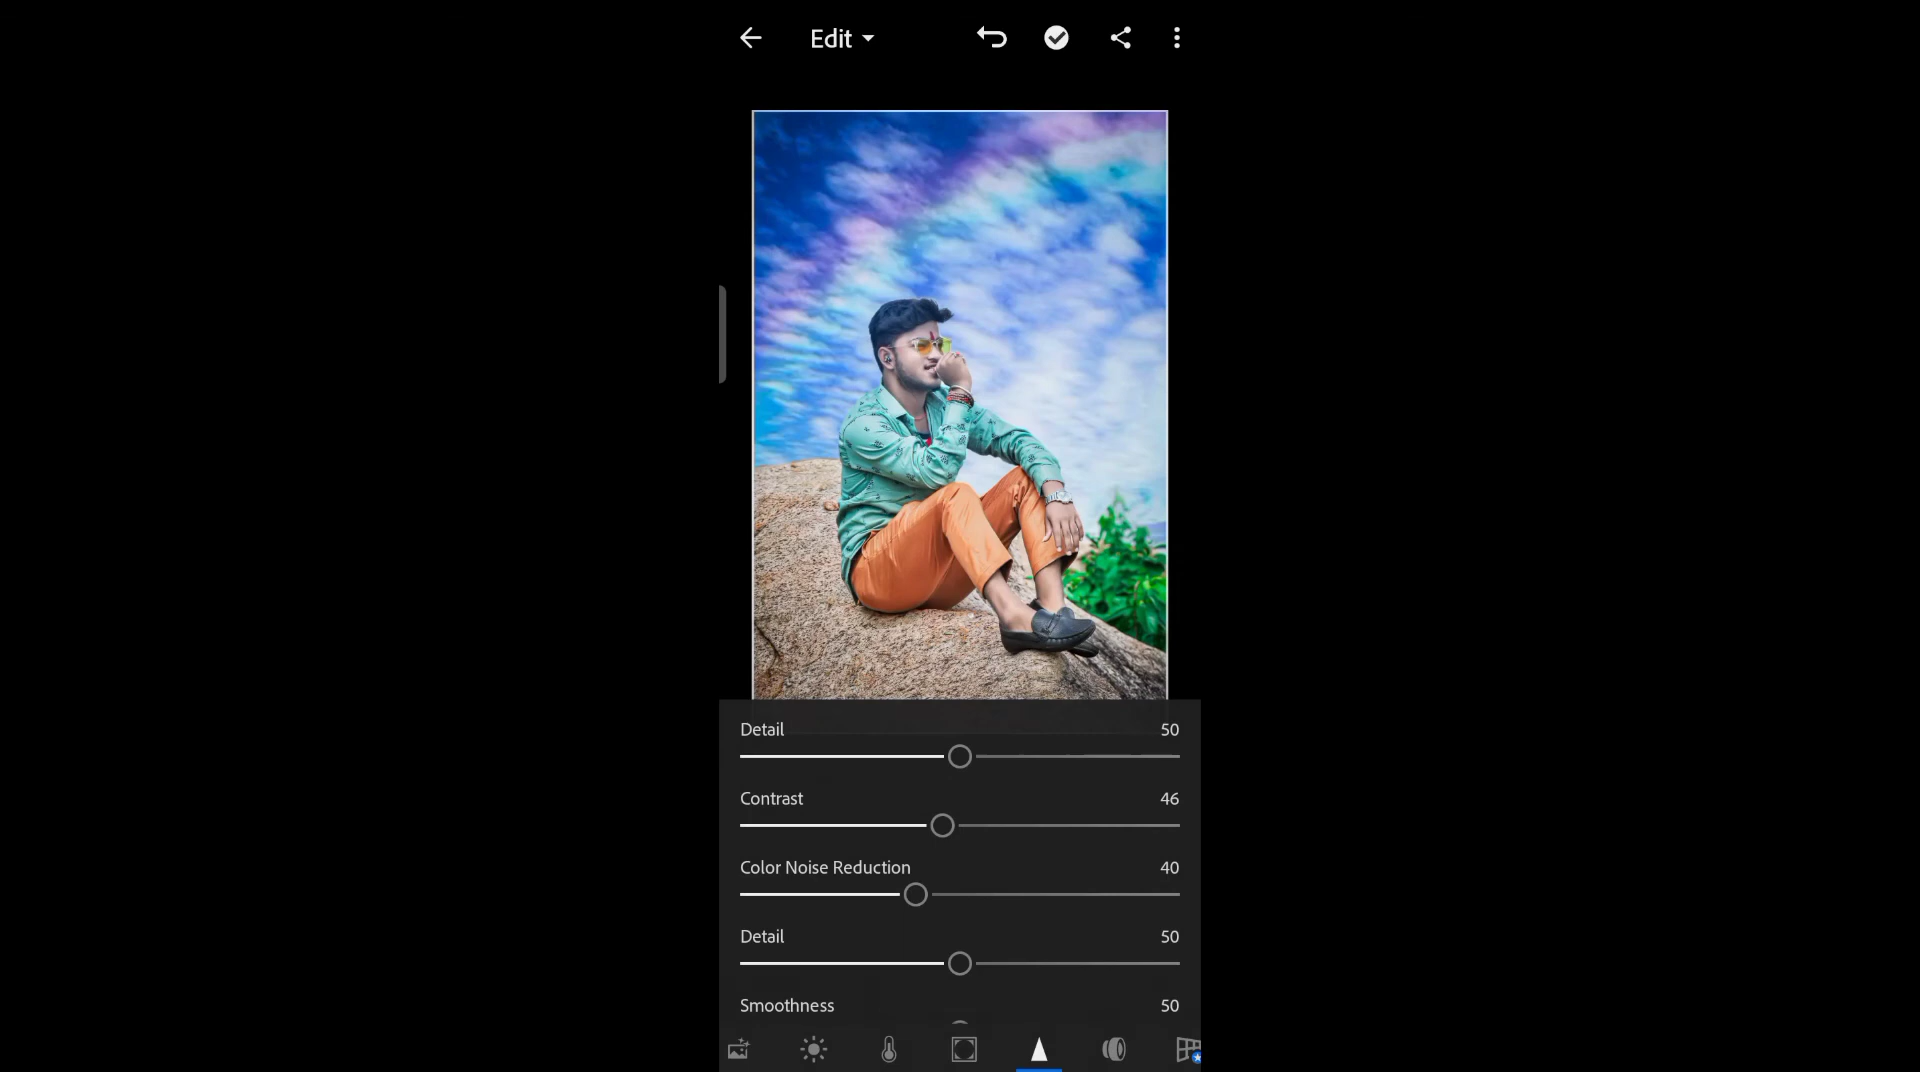 Edit
Detail 50
Contrast 46
Color Noise Reduction 40
Detail 50
Smoothness 50